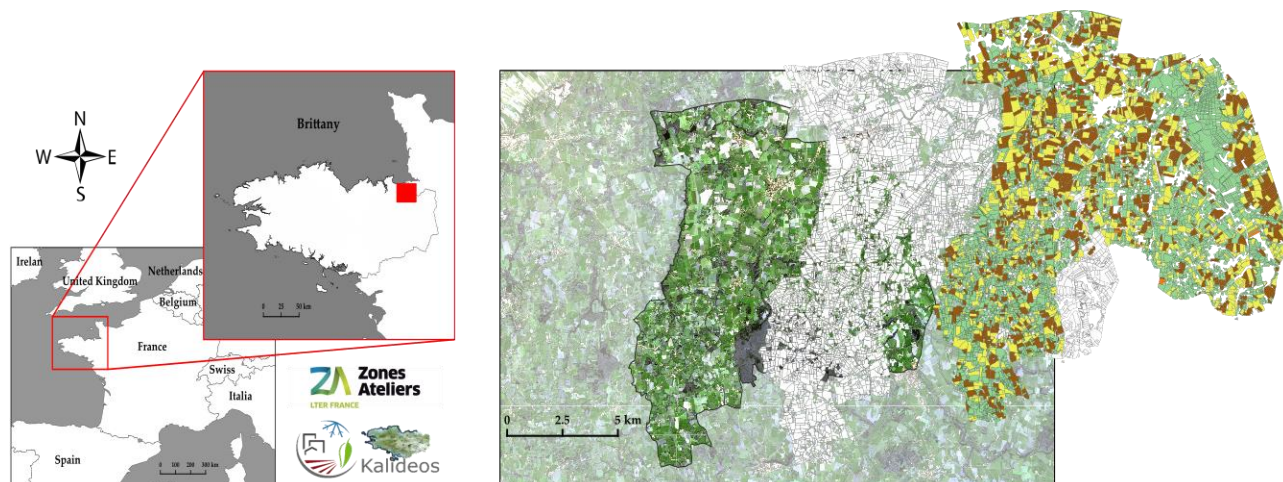 N
W
E
S
Brittany
0 25 50 km
Irelan
United Kingdom
Netherlands
Belgium
France
Swiss
Italia
Spain
0 100 200 300 km
ZA Zones
Ateliers
LTER FRANCE
Kalideos
0 2.5 5 km